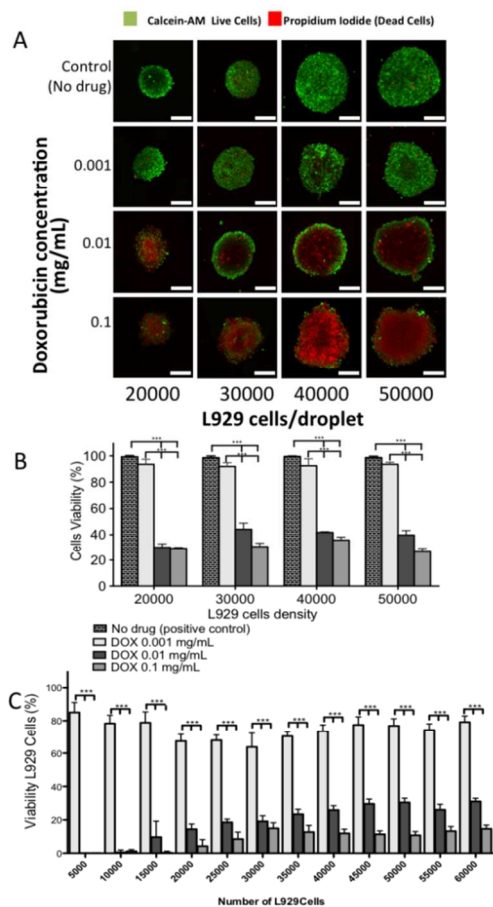 Calcein-AM Live Cells) Propidium Iodide (Dead Cells)
A
Control
(No drug)
0.001
0.01
0.1
Doxorubicin concentration
(mg/mL)
20000 30000 40000 50000
L929 cells/droplet
B
*** *** *** ***
*** *** *** ***
Cells Viability (%)
100
80
60
40
20
0
20000 30000 40000 50000
L929 cells density
No drug (positive control)
DOX 0.001 mg/mL
DOX 0.01 mg/mL
DOX 0.1 mg/mL
C
*** *** *** *** *** *** *** *** *** *** *** ***
Viability L929 Cells (%)
80
60
40
20
0
5000 10000 15000 20000 25000 30000 35000 40000 45000 50000 55000 60000
Number of L929Cells